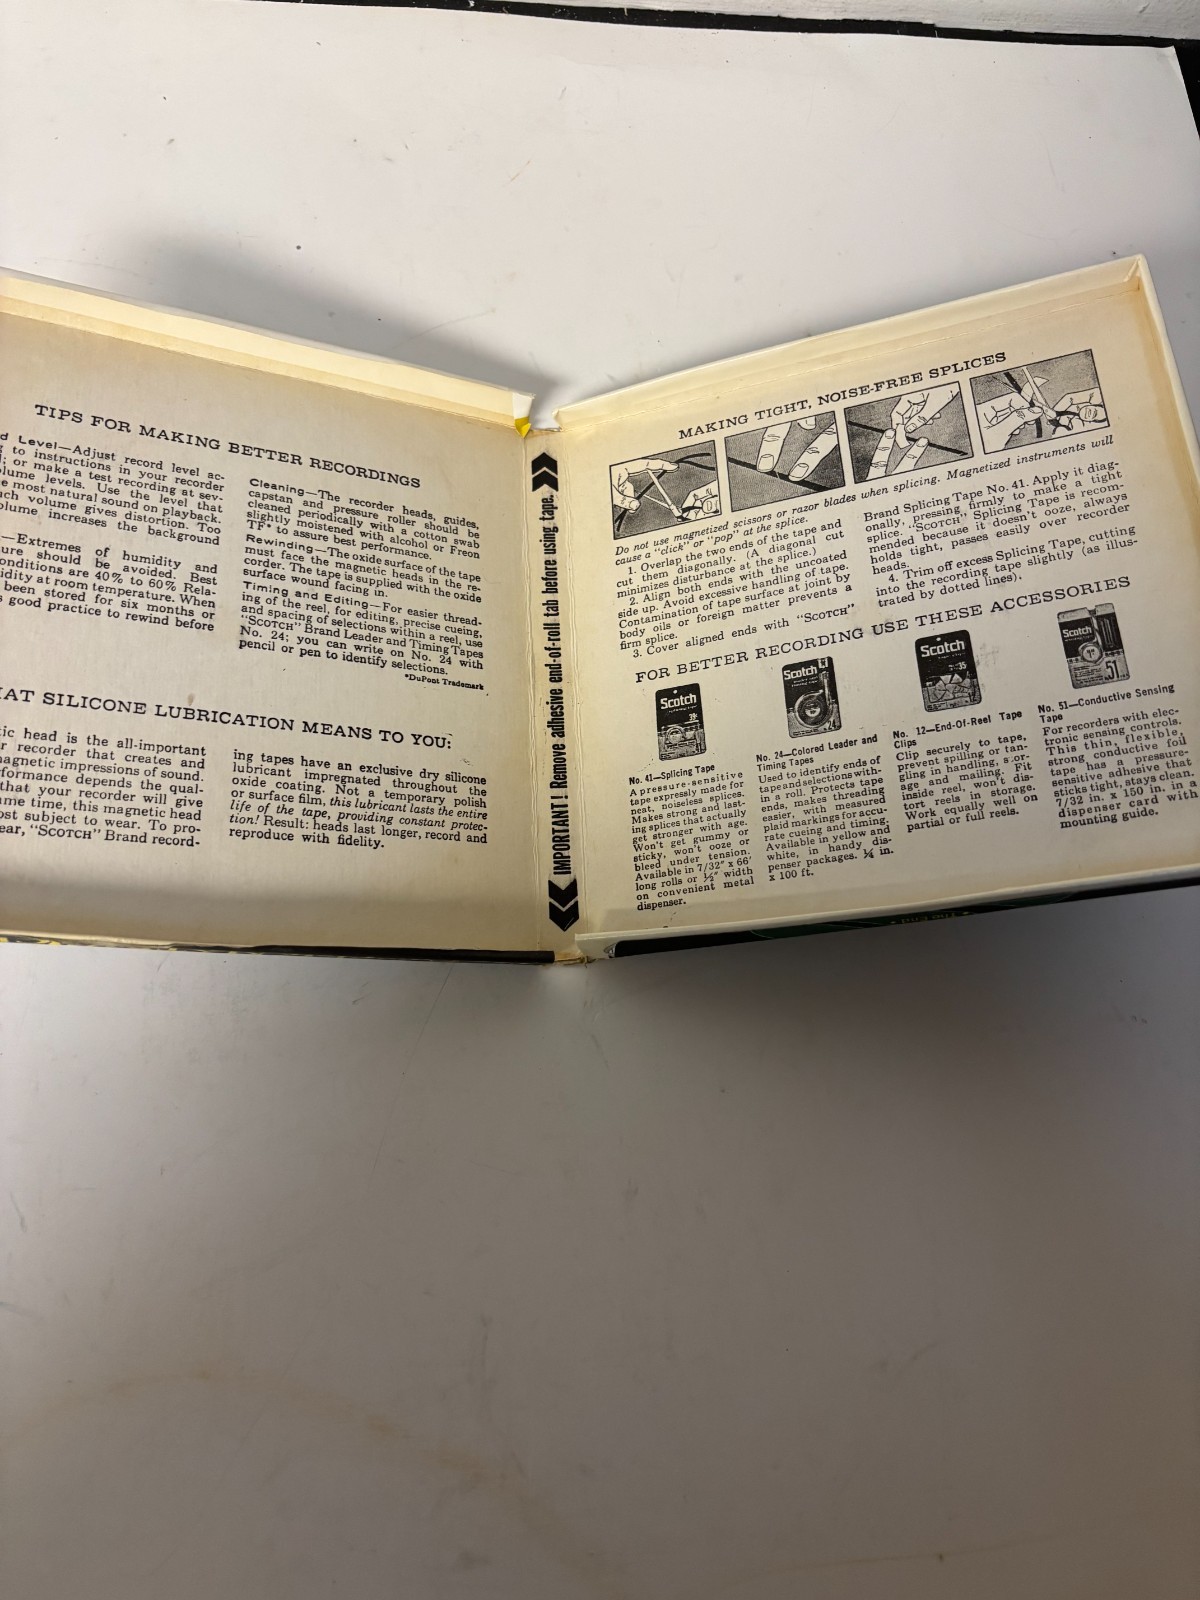 TIPS FOR MAKING BETTER RECORDINGS
d Level—Adjust record level ac-
to instructions in your recorder
; or make a test recording at sev-
lume levels. Use the level that
e most natural sound on playback.
ch volume gives distortion. Too
olume increases the background
—Extremes of humidity and
ure should be avoided. Best
onditions are 40% to 60% Rela-
idity at room temperature. When
been stored for six months or
good practice to rewind before
Cleaning—The recorder heads, guides,
capstan and pressure roller should be
cleaned periodically with a cotton swab
slightly moistened with alcohol or Freon
TF* to assure best performance.
Rewinding—The oxide surface of the tape
must face the magnetic heads in the re-
corder. The tape is supplied with the oxide
surface wound facing in.
Timing and Editing—For easier thread-
ing of the reel, for editing, precise cueing,
and spacing of selections within a reel, use
"SCOTCH" Brand Leader and Timing Tapes
No. 24; you can write on No. 24 with
pencil or pen to identify selections.
*DuPont Trademark
HAT SILICONE LUBRICATION MEANS TO YOU:
tic head is the all-important
r recorder that creates and
agnetic impressions of sound.
formance depends the qual-
that your recorder will give
ame time, this magnetic head
ost subject to wear. To pro-
ear, "SCOTCH" Brand record-
ing tapes have an exclusive dry silicone
lubricant impregnated throughout the
oxide coating. Not a temporary polish
or surface film, this lubricant lasts the entire
life of the tape, providing constant protec-
tion! Result: heads last longer, record and
reproduce with fidelity.
IMPORTANT! Remove adhesive end-of-roll tab before using tape.
MAKING TIGHT, NOISE-FREE SPLICES
Do not use magnetized scissors or razor blades when splicing. Magnetized instruments will
cause a "click" or "pop" at the splice.
1. Overlap the two ends of the tape and
cut them diagonally. (A diagonal cut
minimizes disturbance at the splice.)
2. Align both ends with the uncoated
side up. Avoid excessive handling of tape.
Contamination of tape surface at joint by
body oils or foreign matter prevents a
firm splice.
3. Cover aligned ends with "SCOTCH"
Brand Splicing Tape No. 41. Apply it diag-
onally, pressing firmly to make a tight
splice. "SCOTCH" Splicing Tape is recom-
mended because it doesn't ooze, always
holds tight, passes easily over recorder
heads.
4. Trim off excess Splicing Tape, cutting
into the recording tape slightly (as illus-
trated by dotted lines).
FOR BETTER RECORDING USE THESE ACCESSORIES
Scotch
Scotch
24
Scotch
35
12
Scotch
51
No. 41—Splicing Tape
A pressure-sensitive
tape expressly made for
neat, noiseless splices.
Makes strong and last-
ing splices that actually
get stronger with age.
Won't get gummy or
sticky, won't ooze or
bleed under tension.
Available in 7/32" x 66'
long rolls or ½" width
on convenient metal
dispenser.
No. 24—Colored Leader and
Timing Tapes
Used to identify ends of
tape and selections with-
in a roll. Protects tape
ends, makes threading
easier, with measured
plaid markings for accu-
rate cueing and timing.
Available in yellow and
white, in handy dis-
penser packages. ¼ in.
x 100 ft.
No. 12—End-Of-Reel Tape
Clips
Clip securely to tape,
prevent spilling or tan-
gling in handling, stor-
age and mailing. Fit
inside reel, won't dis-
tort reels in storage.
Work equally well on
partial or full reels.
No. 51—Conductive Sensing
Tape
For recorders with elec-
tronic sensing controls.
This thin, flexible,
strong conductive foil
tape has a pressure-
sensitive adhesive that
sticks tight, stays clean.
7/32 in. x 150 in. in a
dispenser card with
mounting guide.